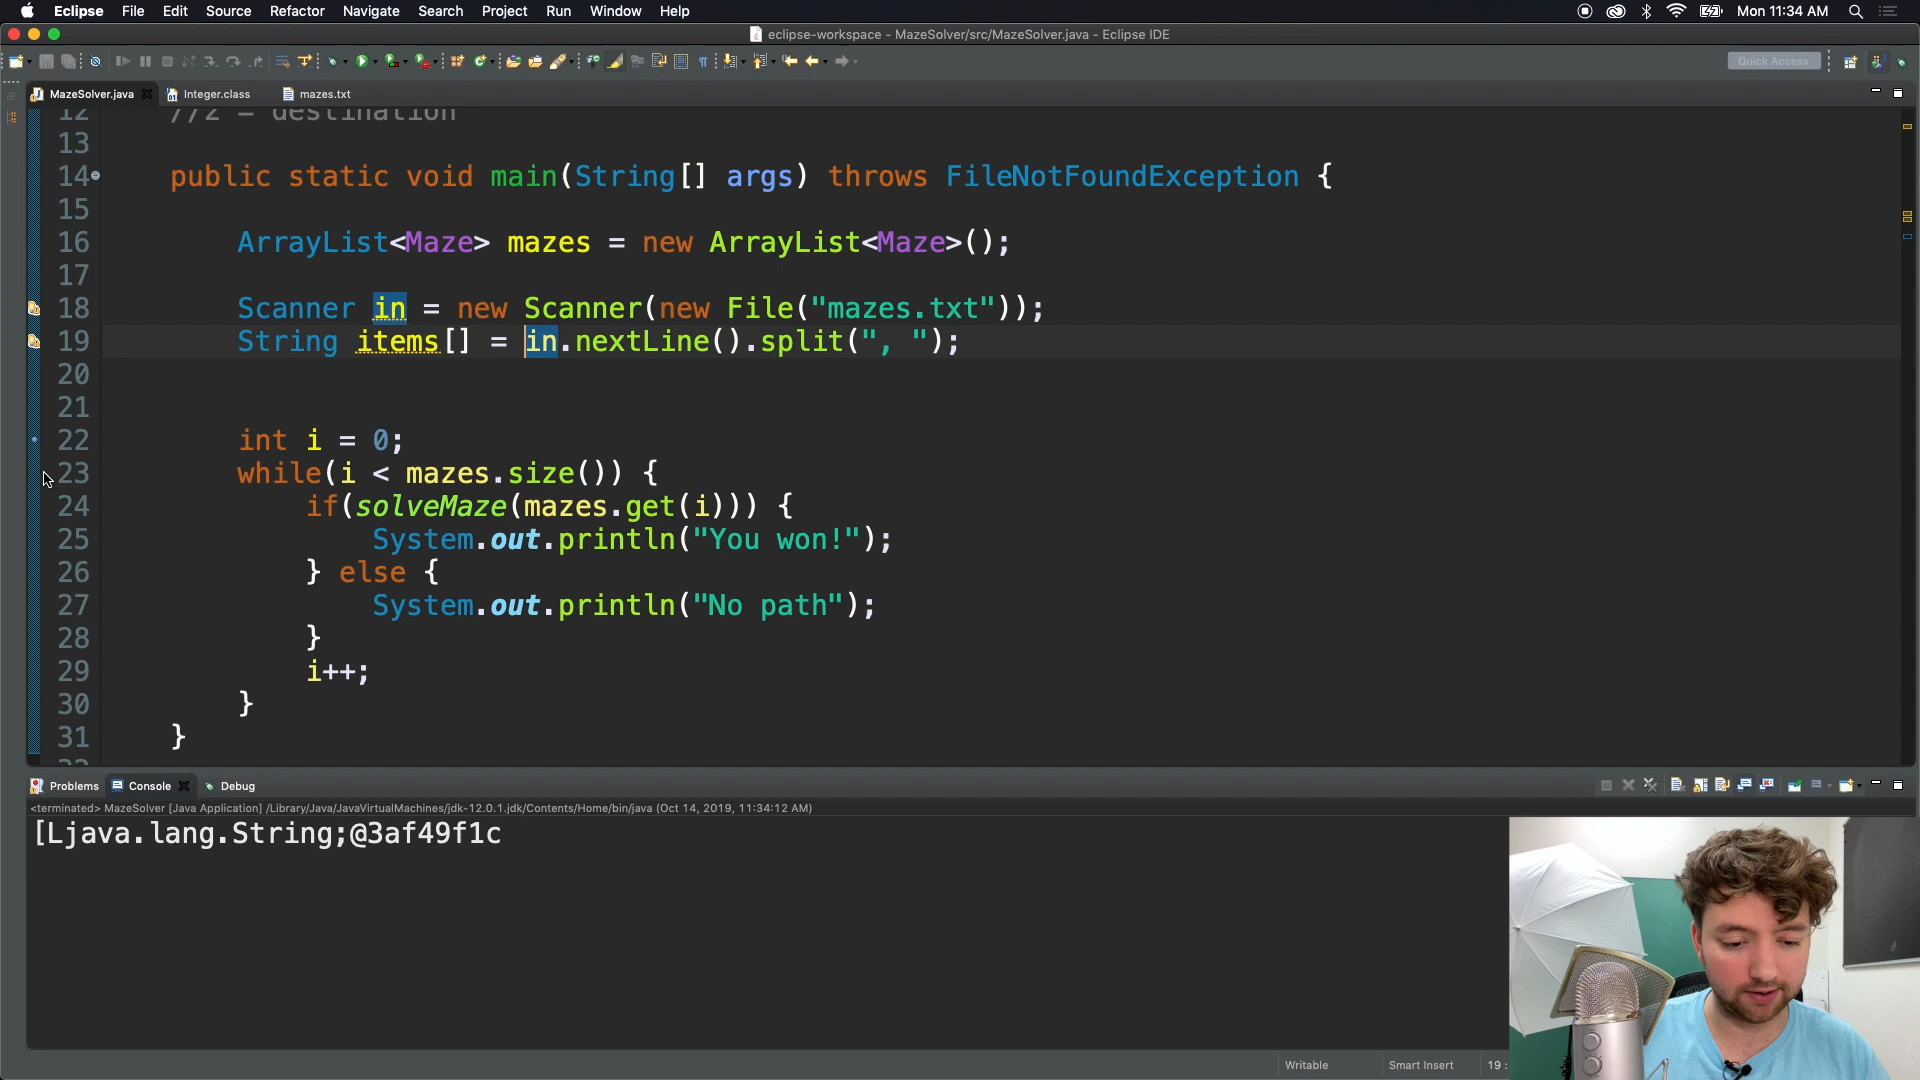 Eclipse File Edit Source Refactor Navigate Search Project Run Window Help Mon 11:34 AM
eclipse-workspace - MazeSolver/src/MazeSolver.java - Eclipse IDE
Quick Access
MazeSolver.java Integer.class mazes.txt
12 //2 = destination
13
14 public static void main(String[] args) throws FileNotFoundException {
15
16 ArrayList<Maze> mazes = new ArrayList<Maze>();
17
18 Scanner in = new Scanner(new File("mazes.txt"));
19 String items[] = in.nextLine().split(", ");
20
21
22 int i = 0;
23 while(i < mazes.size()) {
24 if(solveMaze(mazes.get(i))) {
25 System.out.println("You won!");
26 } else {
27 System.out.println("No path");
28 }
29 i++;
30 }
31 }
Problems Console Debug
<terminated> MazeSolver [Java Application] /Library/Java/JavaVirtualMachines/jdk-12.0.1.jdk/Contents/Home/bin/java (Oct 14, 2019, 11:34:12 AM)
[Ljava.lang.String;@3af49f1c
Writable Smart Insert 19 :